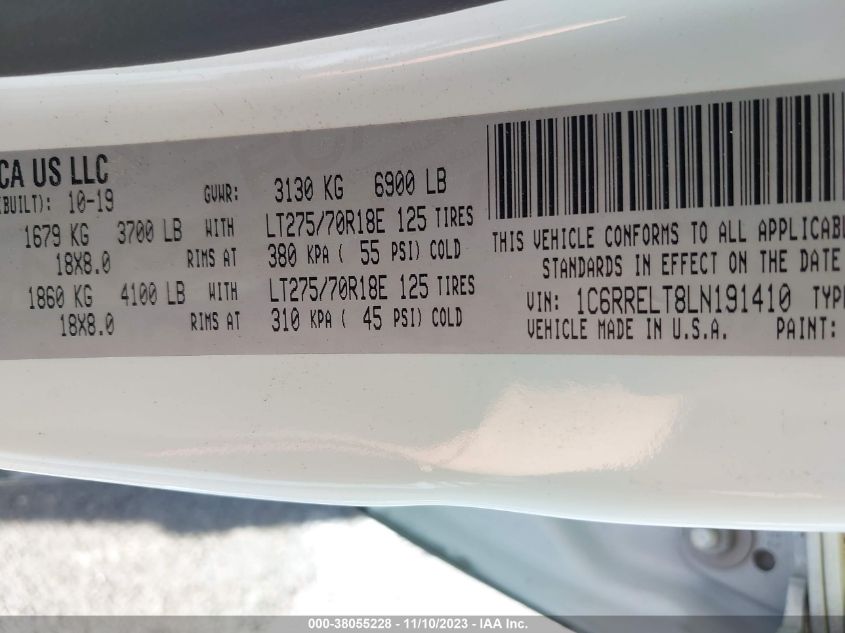 CA US LLC
BUILT): 10-19 GVWR: 3130 KG 6900 LB
1679 KG 3700 LB WITH LT275/70R18E 125 TIRES
18X8.0 RIMS AT 380 KPA ( 55 PSI) COLD
1860 KG 4100 LB WITH LT275/70R18E 125 TIRES
18X8.0 RIMS AT 310 KPA ( 45 PSI) COLD
THIS VEHICLE CONFORMS TO ALL APPLICABL
STANDARDS IN EFFECT ON THE DATE
VIN: 1C6RRELT8LN191410 TYP
VEHICLE MADE IN U.S.A. PAINT:
000-38055228 - 11/10/2023 - IAA Inc.